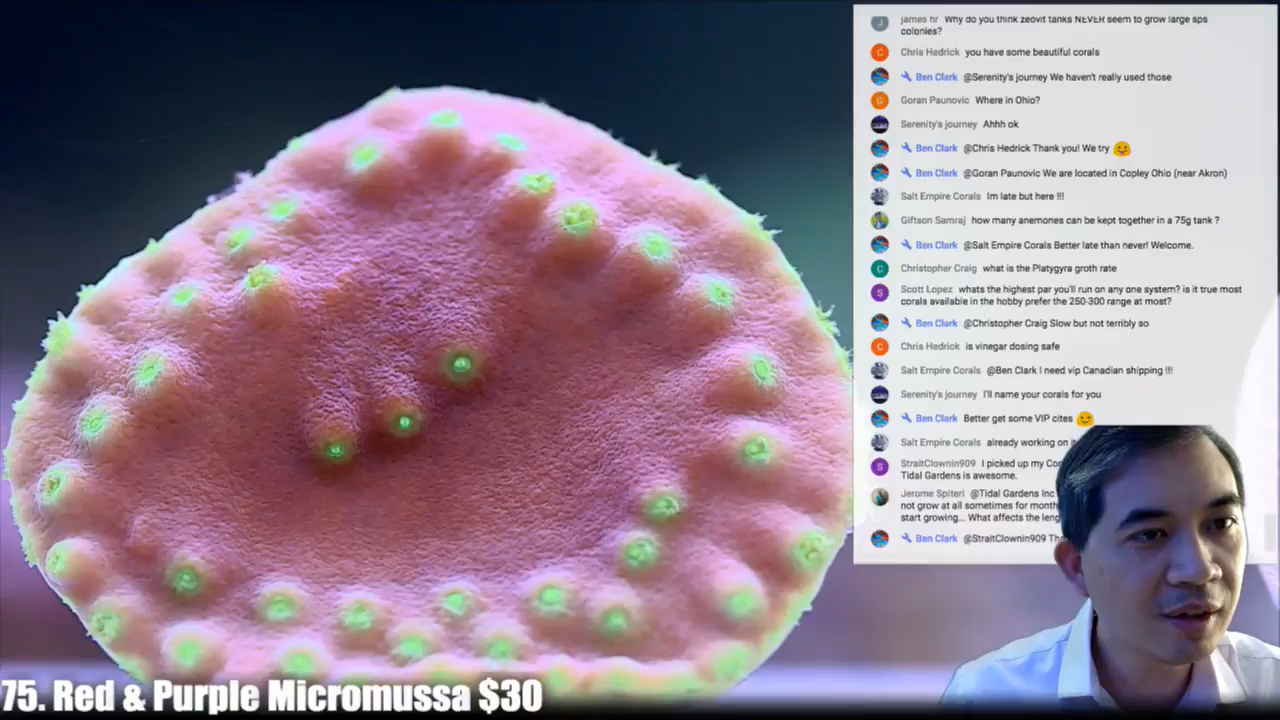 james hr Why do you think zeovit tanks NEVER seem to grow large sps
colonies?
C Chris Hedrick you have some beautiful corals
Ben Clark @Serenity's journey We haven't really used those
G Goran Paunovic Where in Ohio?
Serenity's journey Ahhh ok
Ben Clark @Chris Hedrick Thank you! We try
Ben Clark @Goran Paunovic We are located in Copley Ohio (near Akron)
Salt Empire Corals Im late but here !!!
Giftson Samraj how many anemones can be kept together in a 75g tank ?
Ben Clark @Salt Empire Corals Better late than never! Welcome.
C Christopher Craig what is the Platygyra groth rate
S Scott Lopez whats the highest par you'll run on any one system? is it true most
corals available in the hobby prefer the 250-300 range at most?
Ben Clark @Christopher Craig Slow but not terribly so
C Chris Hedrick is vinegar dosing safe
Salt Empire Corals @Ben Clark I need vip Canadian shipping !!!
Serenity's journey I'll name your corals for you
Ben Clark Better get some VIP cites
Salt Empire Corals already working on
S StraitClownin909 I picked up my
Tidal Gardens is awesome.
Jerome Spiteri @Tidal Gardens Inc
not grow at all sometimes for month
start growing... What affects the
Ben Clark @StraitClownin909
75. Red & Purple Micromussa $30